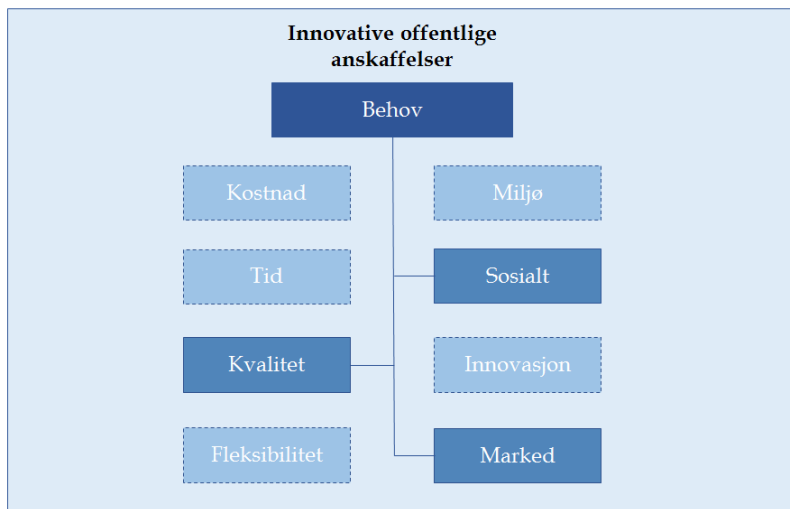 Innovative offentlige
anskaffelser
Behov
Kostnad
Miljø
Tid
Sosialt
Kvalitet
Innovasjon
Fleksibilitet
Marked